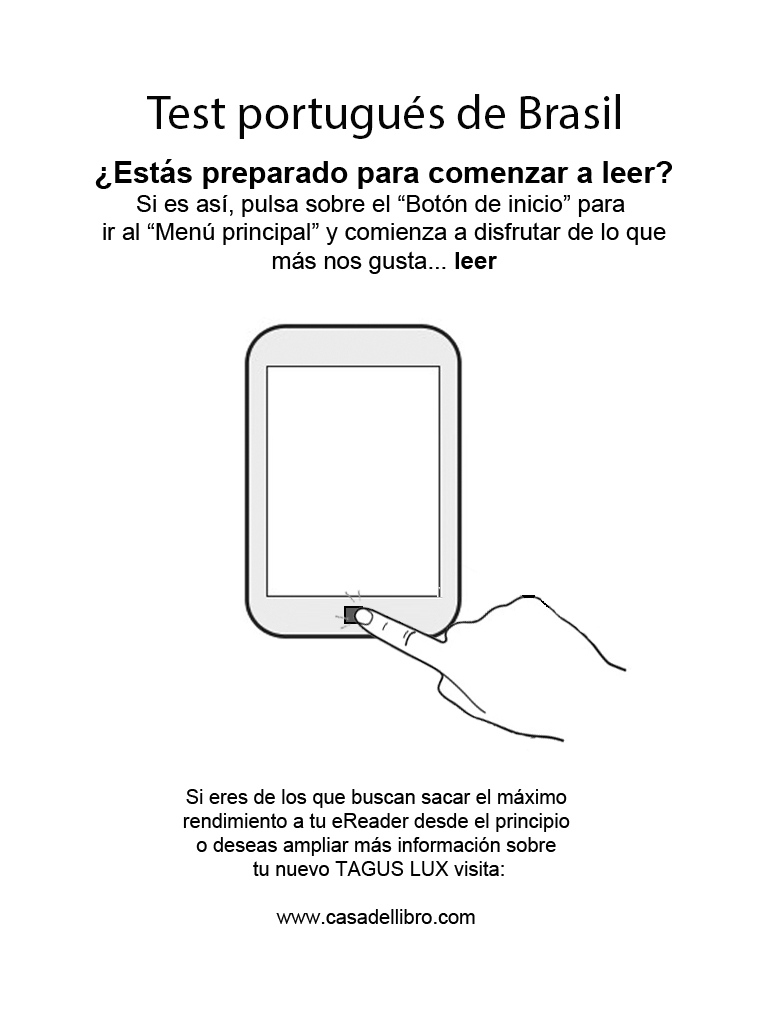 Test portugués de Brasil
¿Estás preparado para comenzar a leer?
Si es así, pulsa sobre el “Botón de inicio” para
ir al “Menú principal” y comienza a disfrutar de lo que
más nos gusta... leer
Si eres de los que buscan sacar el máximo
rendimiento a tu eReader desde el principio
o deseas ampliar más información sobre
tu nuevo TAGUS LUX visita:
www.casadellibro.com